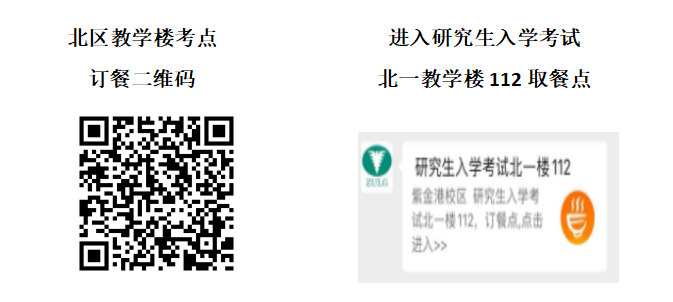 北区教学楼考点
订餐二维码
进入研究生入学考试
北一教学楼 112 取餐点
ZULG
研究生入学考试北一楼112
紫金港校区 研究生入学考
试北一楼112，订餐点,点击
进入>>